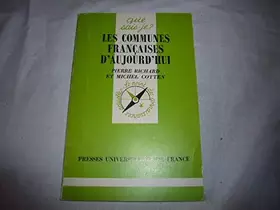 que
sais-je?
LES COMMUNES
FRANÇAISES
D'AUJOURD'HUI
PIERRE RICHARD
ET MICHEL COTTEN
PRESSES UNIVERSITAIRES DE FRANCE